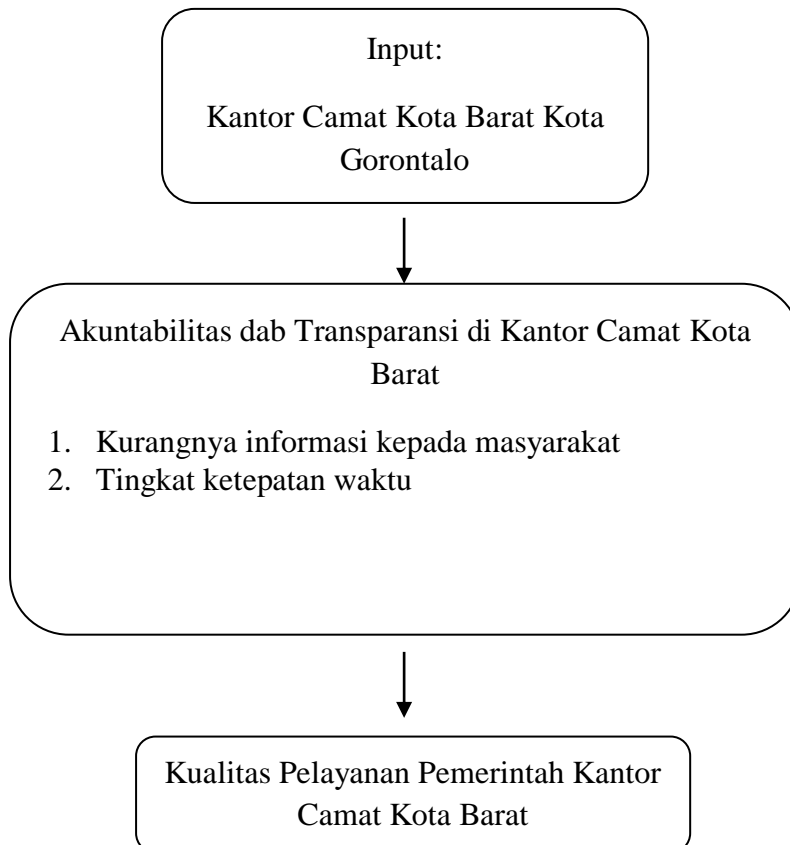 Input:
Kantor Camat Kota Barat Kota
Gorontalo
Akuntabilitas dab Transparansi di Kantor Camat Kota
Barat
1. Kurangnya informasi kepada masyarakat
2. Tingkat ketepatan waktu
Kualitas Pelayanan Pemerintah Kantor
Camat Kota Barat